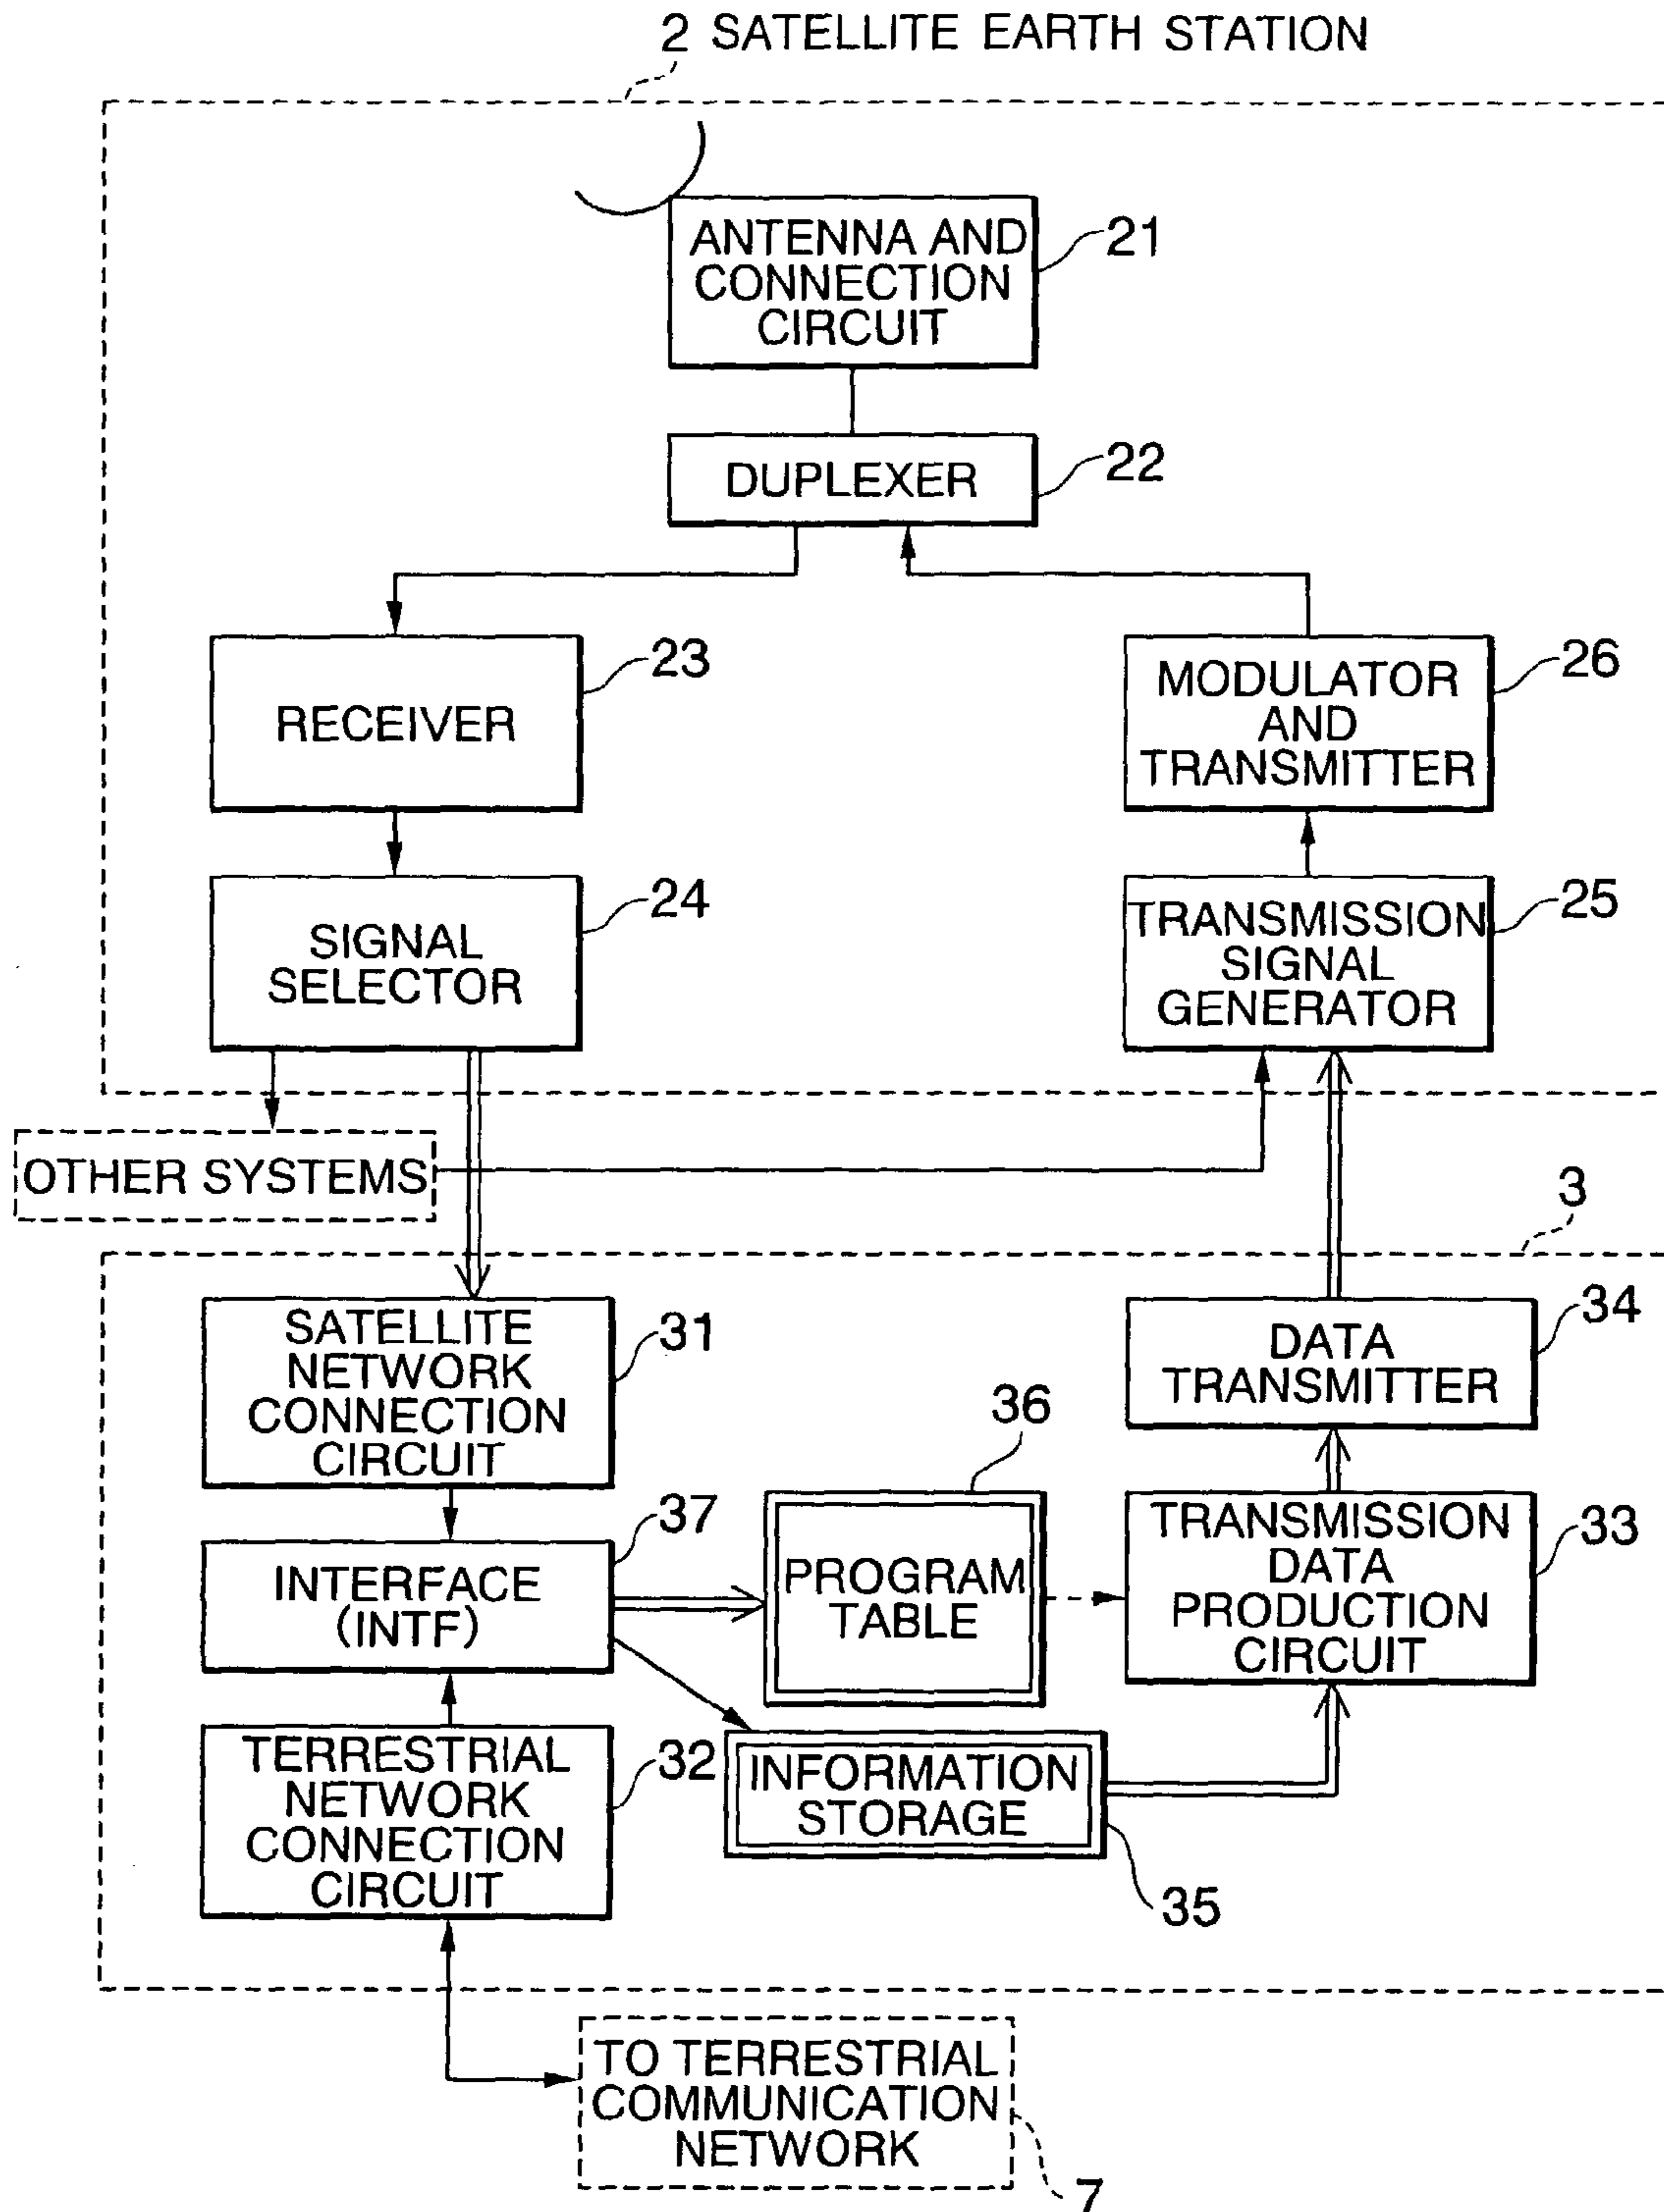 2 SATELLITE EARTH STATION
ANTENNA AND
CONNECTION
CIRCUIT
21
DUPLEXER
22
RECEIVER
23
MODULATOR
AND
TRANSMITTER
26
SIGNAL
SELECTOR
24
TRANSMISSION
SIGNAL
GENERATOR
25
OTHER SYSTEMS
3
SATELLITE
NETWORK
CONNECTION
CIRCUIT
31
DATA
TRANSMITTER
34
36
INTERFACE
(INTF)
37
PROGRAM
TABLE
TRANSMISSION
DATA
PRODUCTION
CIRCUIT
33
TERRESTRIAL
NETWORK
CONNECTION
CIRCUIT
32
INFORMATION
STORAGE
35
TO TERRESTRIAL
COMMUNICATION
NETWORK
7